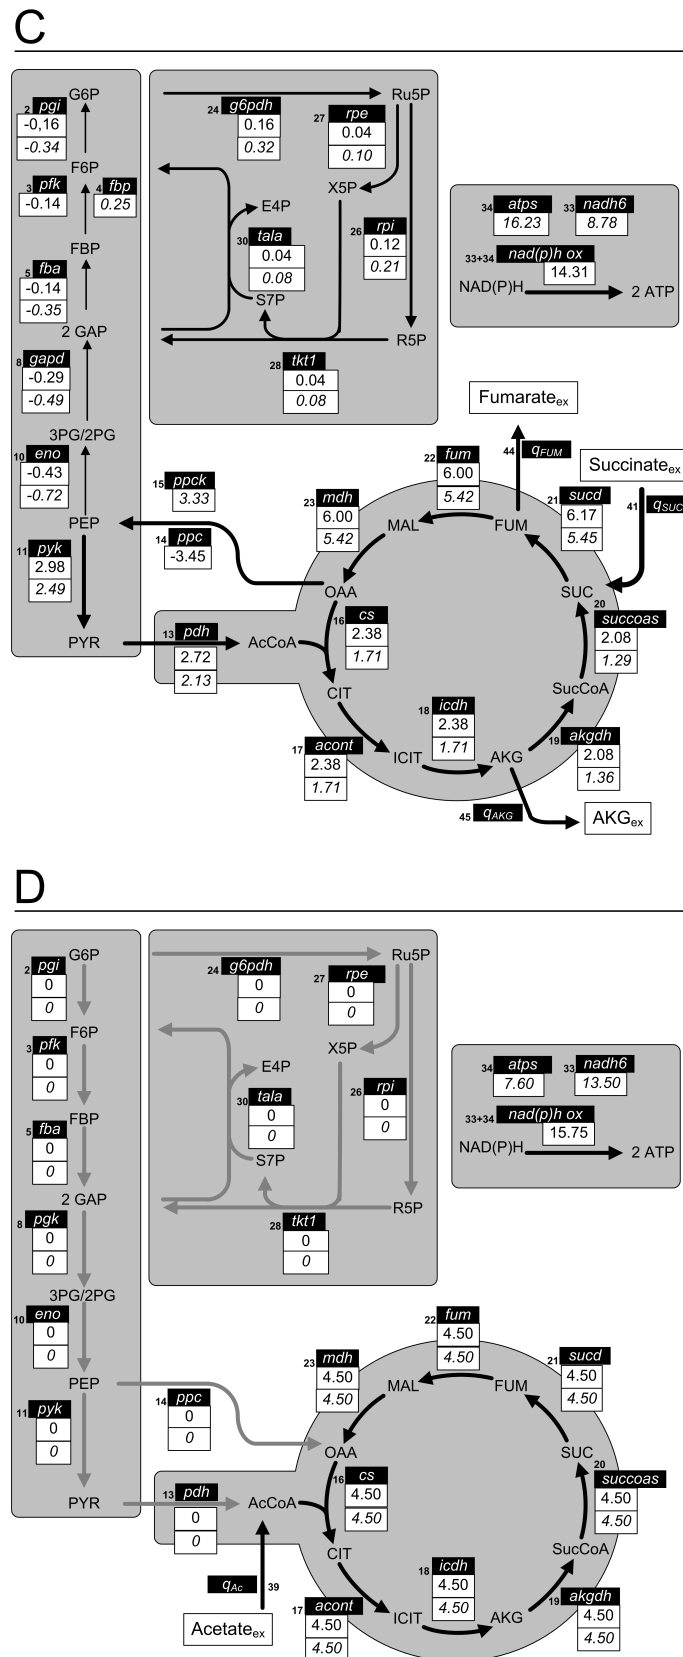 C
G6P
2 pgi
-0,16
-0.34
F6P
3 pfk
-0.14
4 fbp
0.25
FBP
5 fba
-0.14
-0.35
2 GAP
8 gapd
-0.29
-0.49
3PG/2PG
10 eno
-0.43
-0.72
PEP
11 pyk
2.98
2.49
PYR
24 g6pdh
0.16
0.32
Ru5P
27 rpe
0.04
0.10
X5P
E4P
30 tala
0.04
0.08
26 rpi
0.12
0.21
S7P
R5P
28 tkt1
0.04
0.08
34 atps
16.23
33 nadh6
8.78
33+34 nad(p)h ox
14.31
NAD(P)H
2 ATP
15 ppck
3.33
14 ppc
-3.45
13 pdh
2.72
2.13
AcCoA
Fumarateex
44 qFUM
Succinateex
41 qSUC
22 fum
6.00
5.42
23 mdh
6.00
5.42
21 sucd
6.17
5.45
MAL
FUM
OAA
SUC
16 cs
2.38
1.71
20 succoas
2.08
1.29
CIT
SucCoA
18 icdh
2.38
1.71
17 acont
2.38
1.71
19 akgdh
2.08
1.36
ICIT
AKG
45 qAKG
AKGex
D
G6P
2 pgi
0
0
F6P
3 pfk
0
0
FBP
5 fba
0
0
2 GAP
8 pgk
0
0
3PG/2PG
10 eno
0
0
PEP
11 pyk
0
0
PYR
24 g6pdh
0
0
Ru5P
27 rpe
0
0
X5P
E4P
30 tala
0
0
26 rpi
0
0
S7P
R5P
28 tkt1
0
0
34 atps
7.60
33 nadh6
13.50
33+34 nad(p)h ox
15.75
NAD(P)H
2 ATP
14 ppc
0
0
13 pdh
0
0
AcCoA
qAc 39
Acetateex
22 fum
4.50
4.50
23 mdh
4.50
4.50
21 sucd
4.50
4.50
MAL
FUM
OAA
SUC
16 cs
4.50
4.50
20 succoas
4.50
4.50
CIT
SucCoA
18 icdh
4.50
4.50
17 acont
4.50
4.50
19 akgdh
4.50
4.50
ICIT
AKG